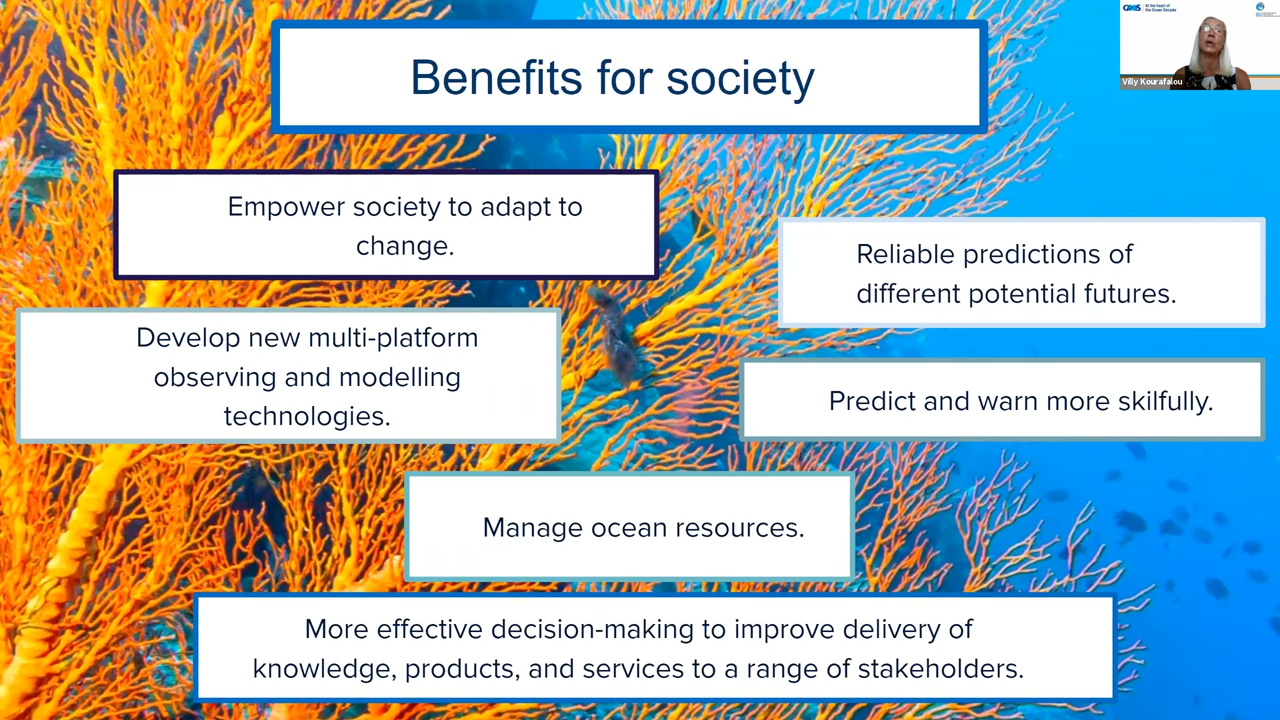 Benefits for society
GOOS
At the heart of
the Ocean Decade
Villy Kourafalou
Empower society to adapt to
change.
Reliable predictions of
different potential futures.
Develop new multi-platform
observing and modelling
technologies.
Predict and warn more skilfully.
Manage ocean resources.
More effective decision-making to improve delivery of
knowledge, products, and services to a range of stakeholders.